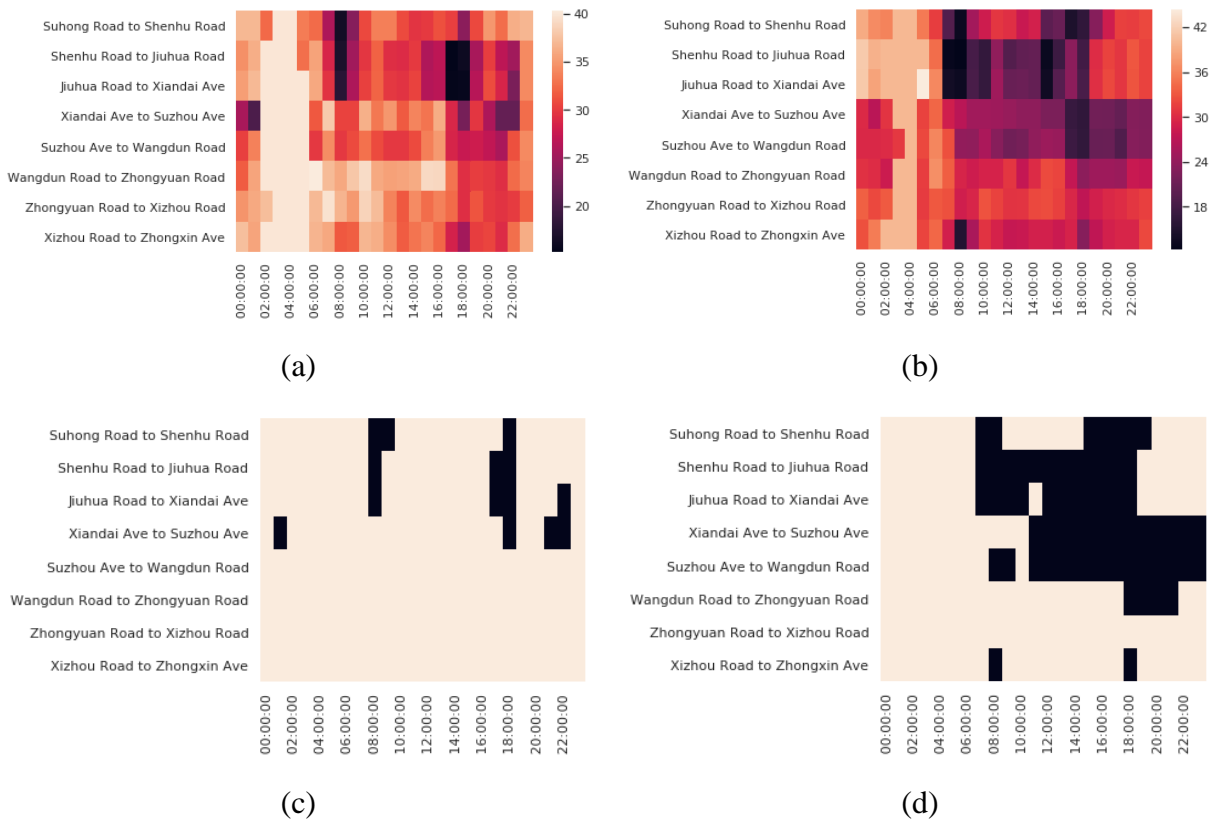 Suhong Road to Shenhu Road
Shenhu Road to Jiuhua Road
Jiuhua Road to Xiandai Ave
Xiandai Ave to Suzhou Ave
Suzhou Ave to Wangdun Road
Wangdun Road to Zhongyuan Road
Zhongyuan Road to Xizhou Road
Xizhou Road to Zhongxin Ave
00:00:00
02:00:00
04:00:00
06:00:00
08:00:00
10:00:00
12:00:00
14:00:00
16:00:00
18:00:00
20:00:00
22:00:00
40
35
30
25
20
(a)
Suhong Road to Shenhu Road
Shenhu Road to Jiuhua Road
Jiuhua Road to Xiandai Ave
Xiandai Ave to Suzhou Ave
Suzhou Ave to Wangdun Road
Wangdun Road to Zhongyuan Road
Zhongyuan Road to Xizhou Road
Xizhou Road to Zhongxin Ave
00:00:00
02:00:00
04:00:00
06:00:00
08:00:00
10:00:00
12:00:00
14:00:00
16:00:00
18:00:00
20:00:00
22:00:00
42
36
30
24
18
(b)
Suhong Road to Shenhu Road
Shenhu Road to Jiuhua Road
Jiuhua Road to Xiandai Ave
Xiandai Ave to Suzhou Ave
Suzhou Ave to Wangdun Road
Wangdun Road to Zhongyuan Road
Zhongyuan Road to Xizhou Road
Xizhou Road to Zhongxin Ave
00:00:00
02:00:00
04:00:00
06:00:00
08:00:00
10:00:00
12:00:00
14:00:00
16:00:00
18:00:00
20:00:00
22:00:00
(c)
Suhong Road to Shenhu Road
Shenhu Road to Jiuhua Road
Jiuhua Road to Xiandai Ave
Xiandai Ave to Suzhou Ave
Suzhou Ave to Wangdun Road
Wangdun Road to Zhongyuan Road
Zhongyuan Road to Xizhou Road
Xizhou Road to Zhongxin Ave
00:00:00
02:00:00
04:00:00
06:00:00
08:00:00
10:00:00
12:00:00
14:00:00
16:00:00
18:00:00
20:00:00
22:00:00
(d)